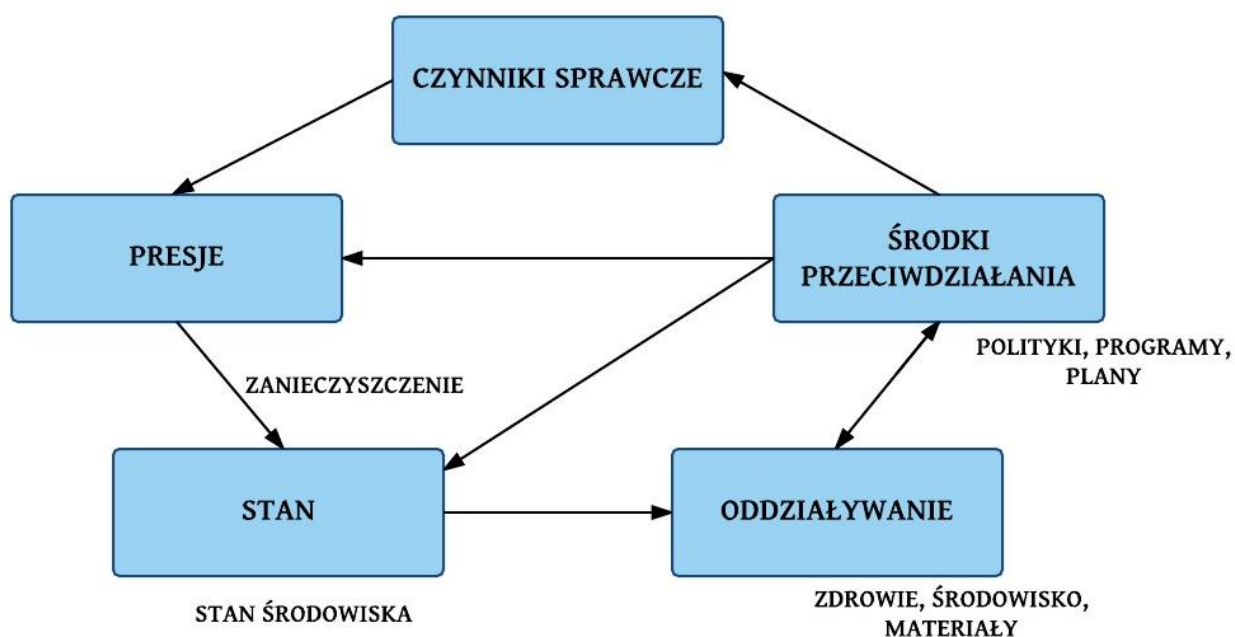 CZYNNIKI SPRAWCZE
PRESJE
ŚRODKI
PRZECIWDZIAŁANIA
POLITYKI, PROGRAMY,
PLANY
ZANIECZYSZCZENIE
STAN
ODDZIAŁYWANIE
STAN ŚRODOWISKA
ZDROWIE, ŚRODOWISKO,
MATERIAŁY